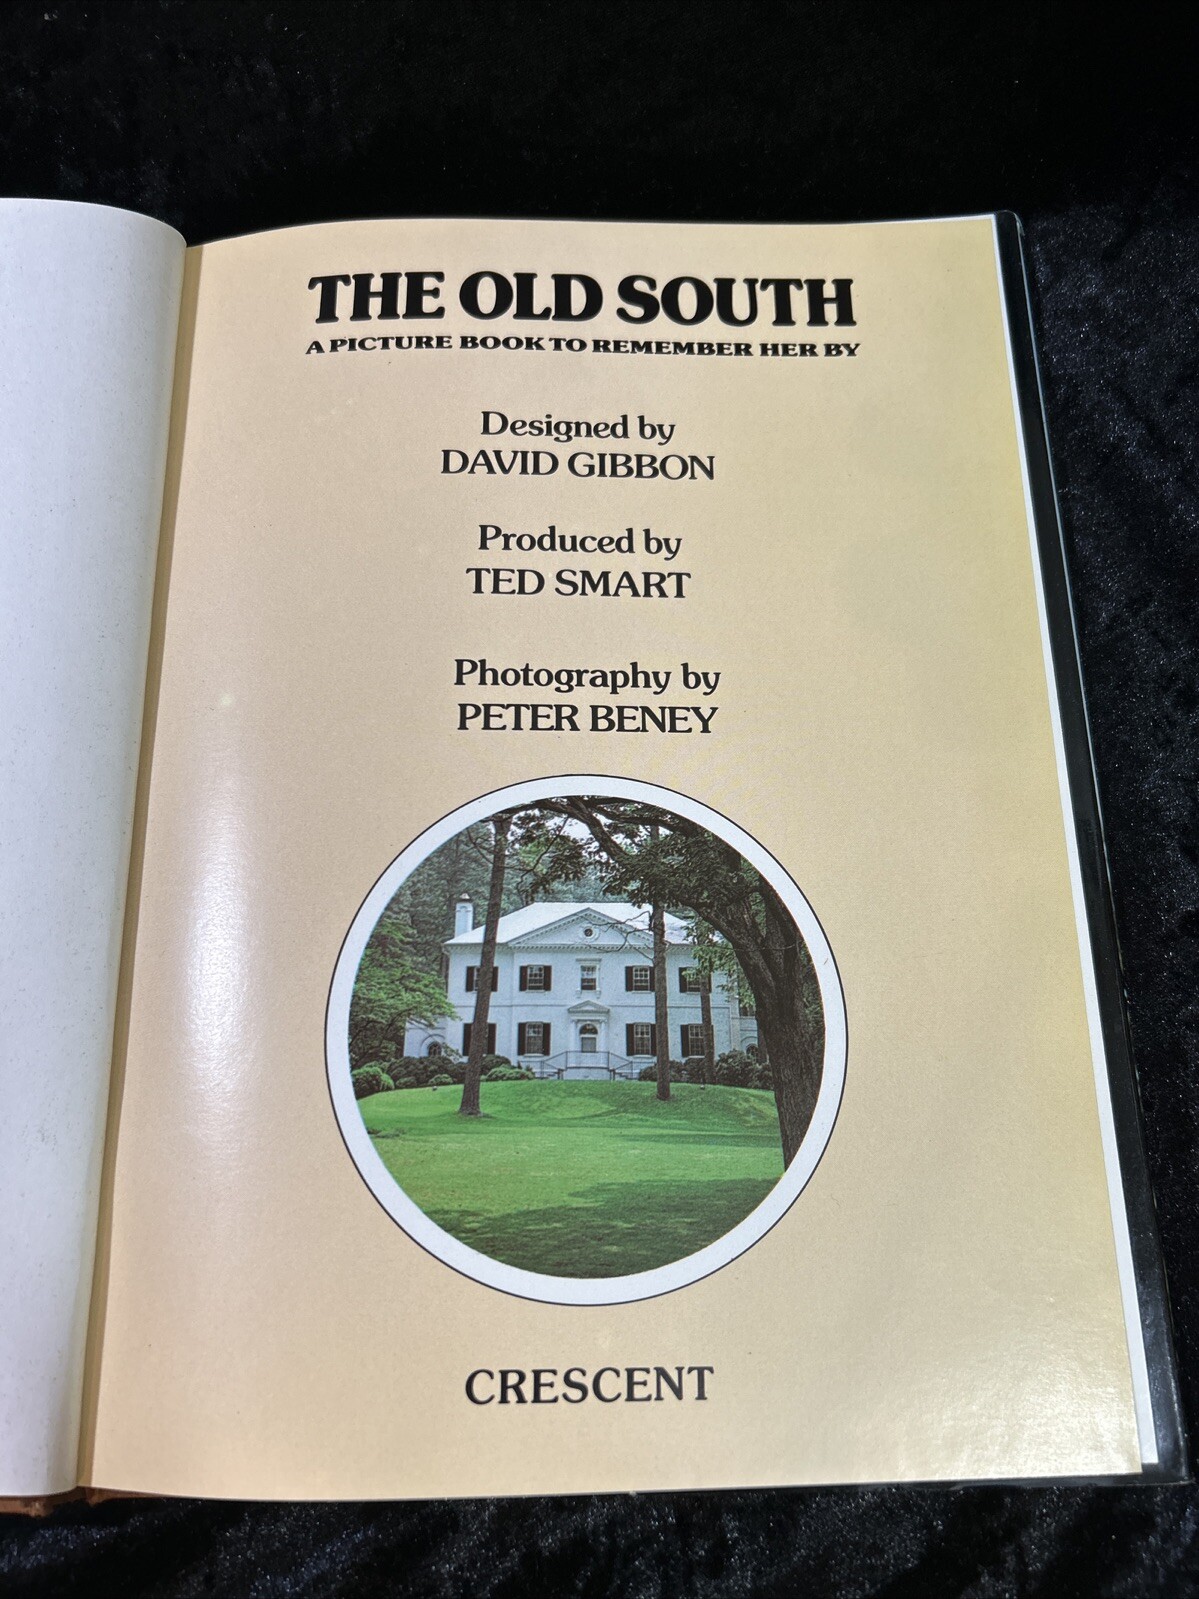 THE OLD SOUTH
A PICTURE BOOK TO REMEMBER HER BY
Designed by
DAVID GIBBON
Produced by
TED SMART
Photography by
PETER BENEY
CRESCENT